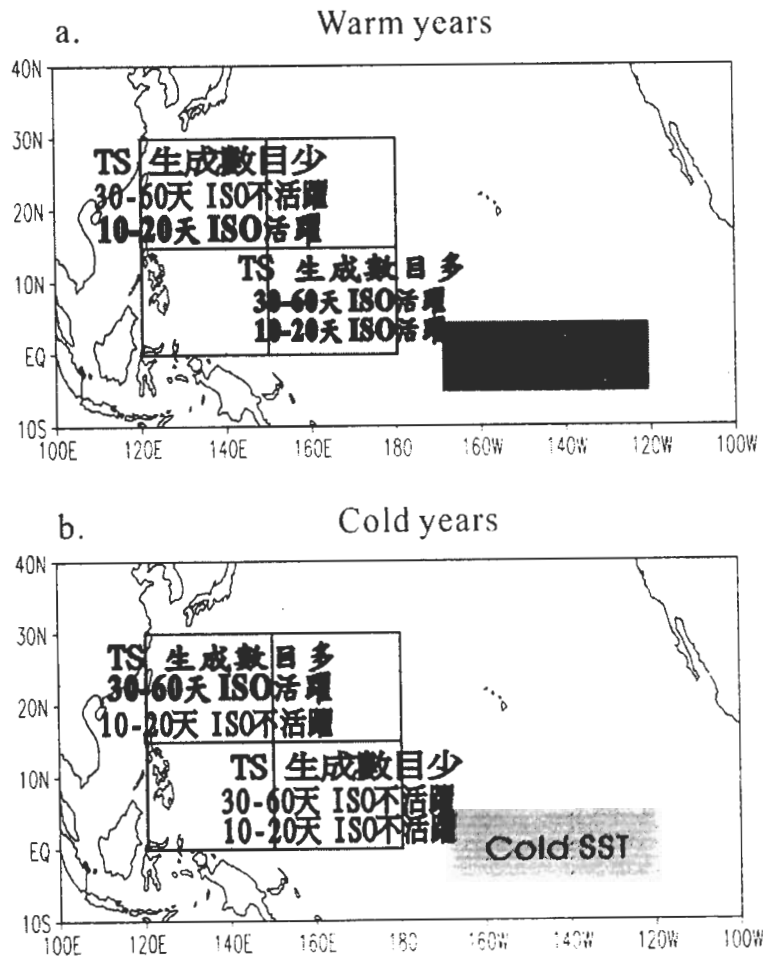 a.
Warm years
40N
30N
TS 生成數目少
30-60天 ISO不活躍
20N
10-20天 ISO活躍
TS 生成數目多
10N
30-60天 ISO活躍
10-20天 ISO活躍
EQ
10S
100E 120E 140E 160E 180 160W 140W 120W 100W
b.
Cold years
40N
30N
TS 生成數目多
30-60天 ISO活躍
20N
10-20天 ISO不活躍
TS 生成數目少
10N
30-60天 ISO不活躍
10-20天 ISO不活躍
Cold SST
EQ
10S
100E 120E 140E 160E 180 160W 140W 120W 100W